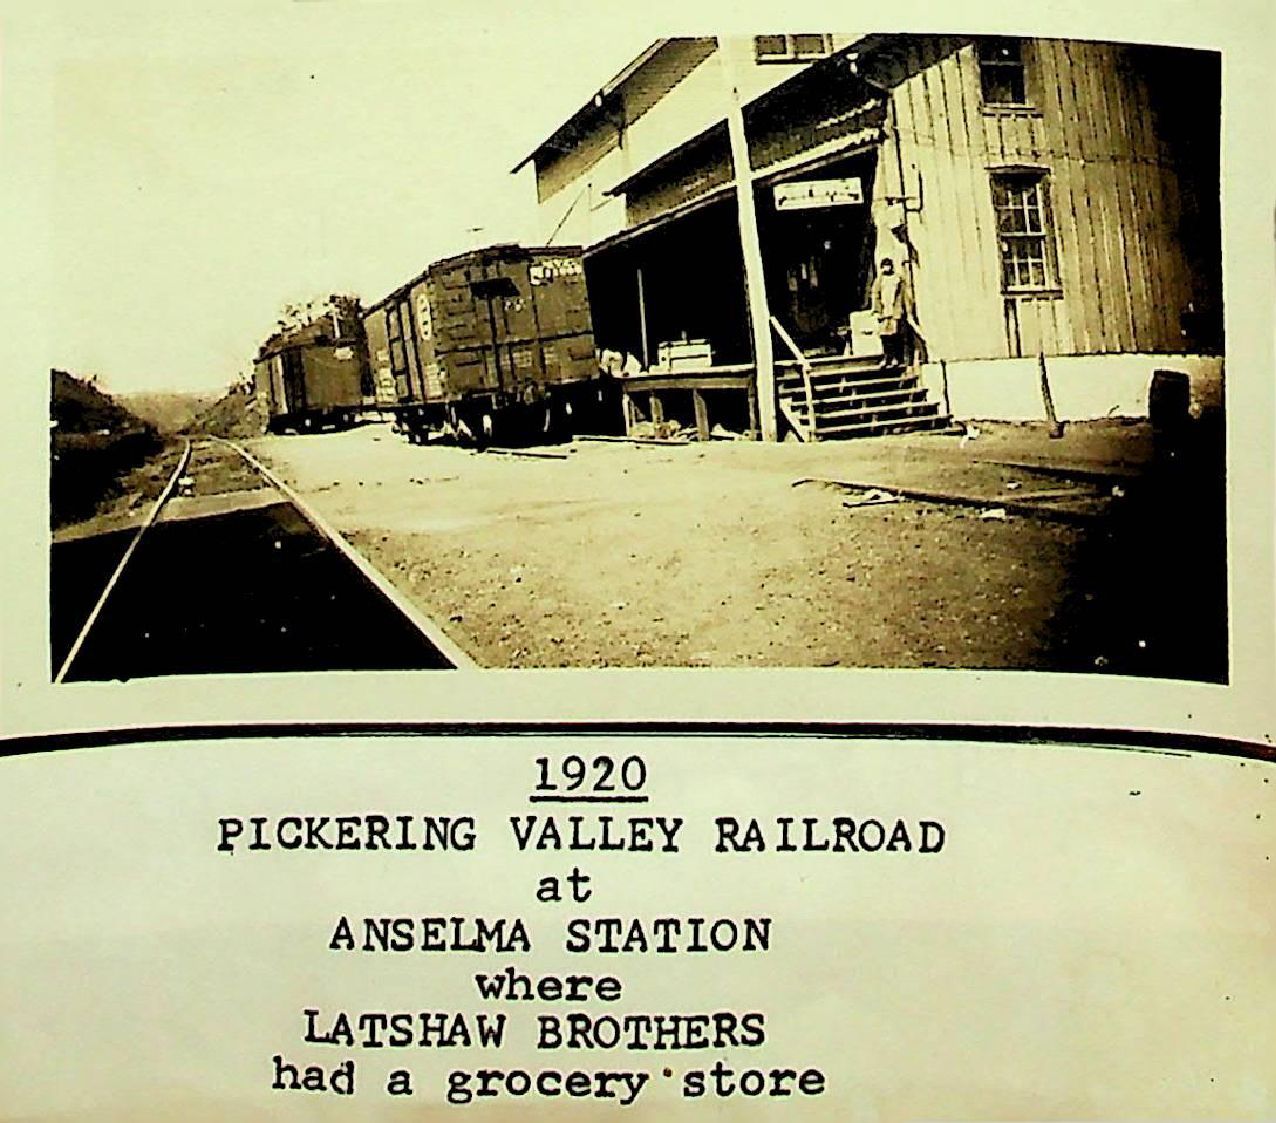 1920
PICKERING VALLEY RAILROAD
at
ANSELMA STATION
where
LATSHAW BROTHERS
had a grocery store